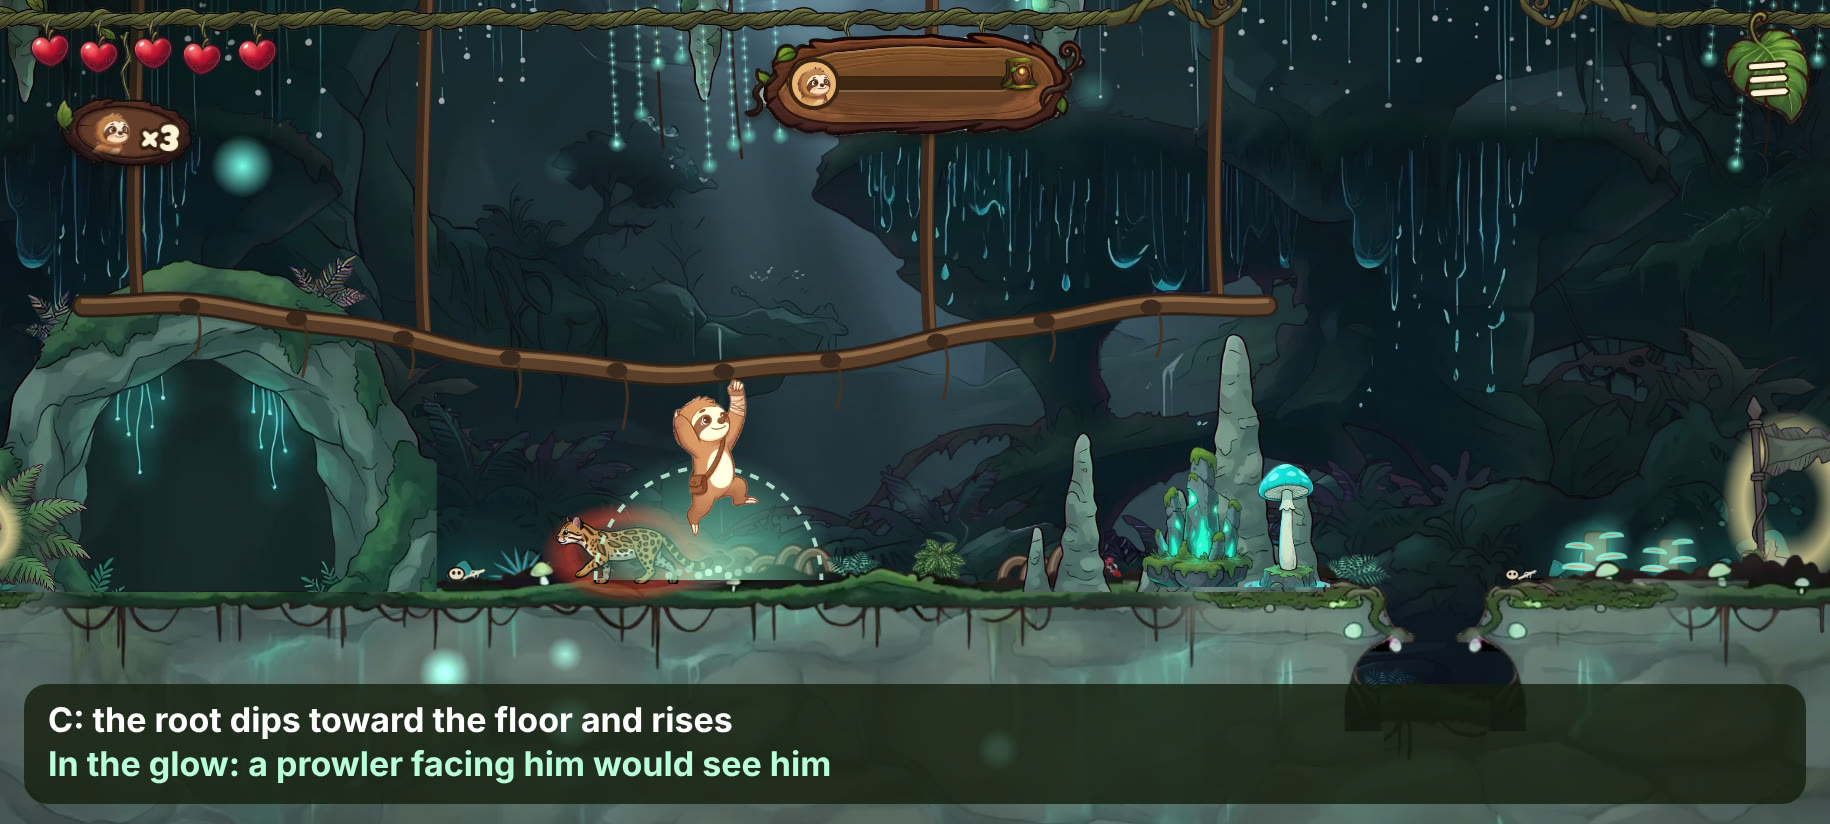 ×3
C: the root dips toward the floor and rises
In the glow: a prowler facing him would see him